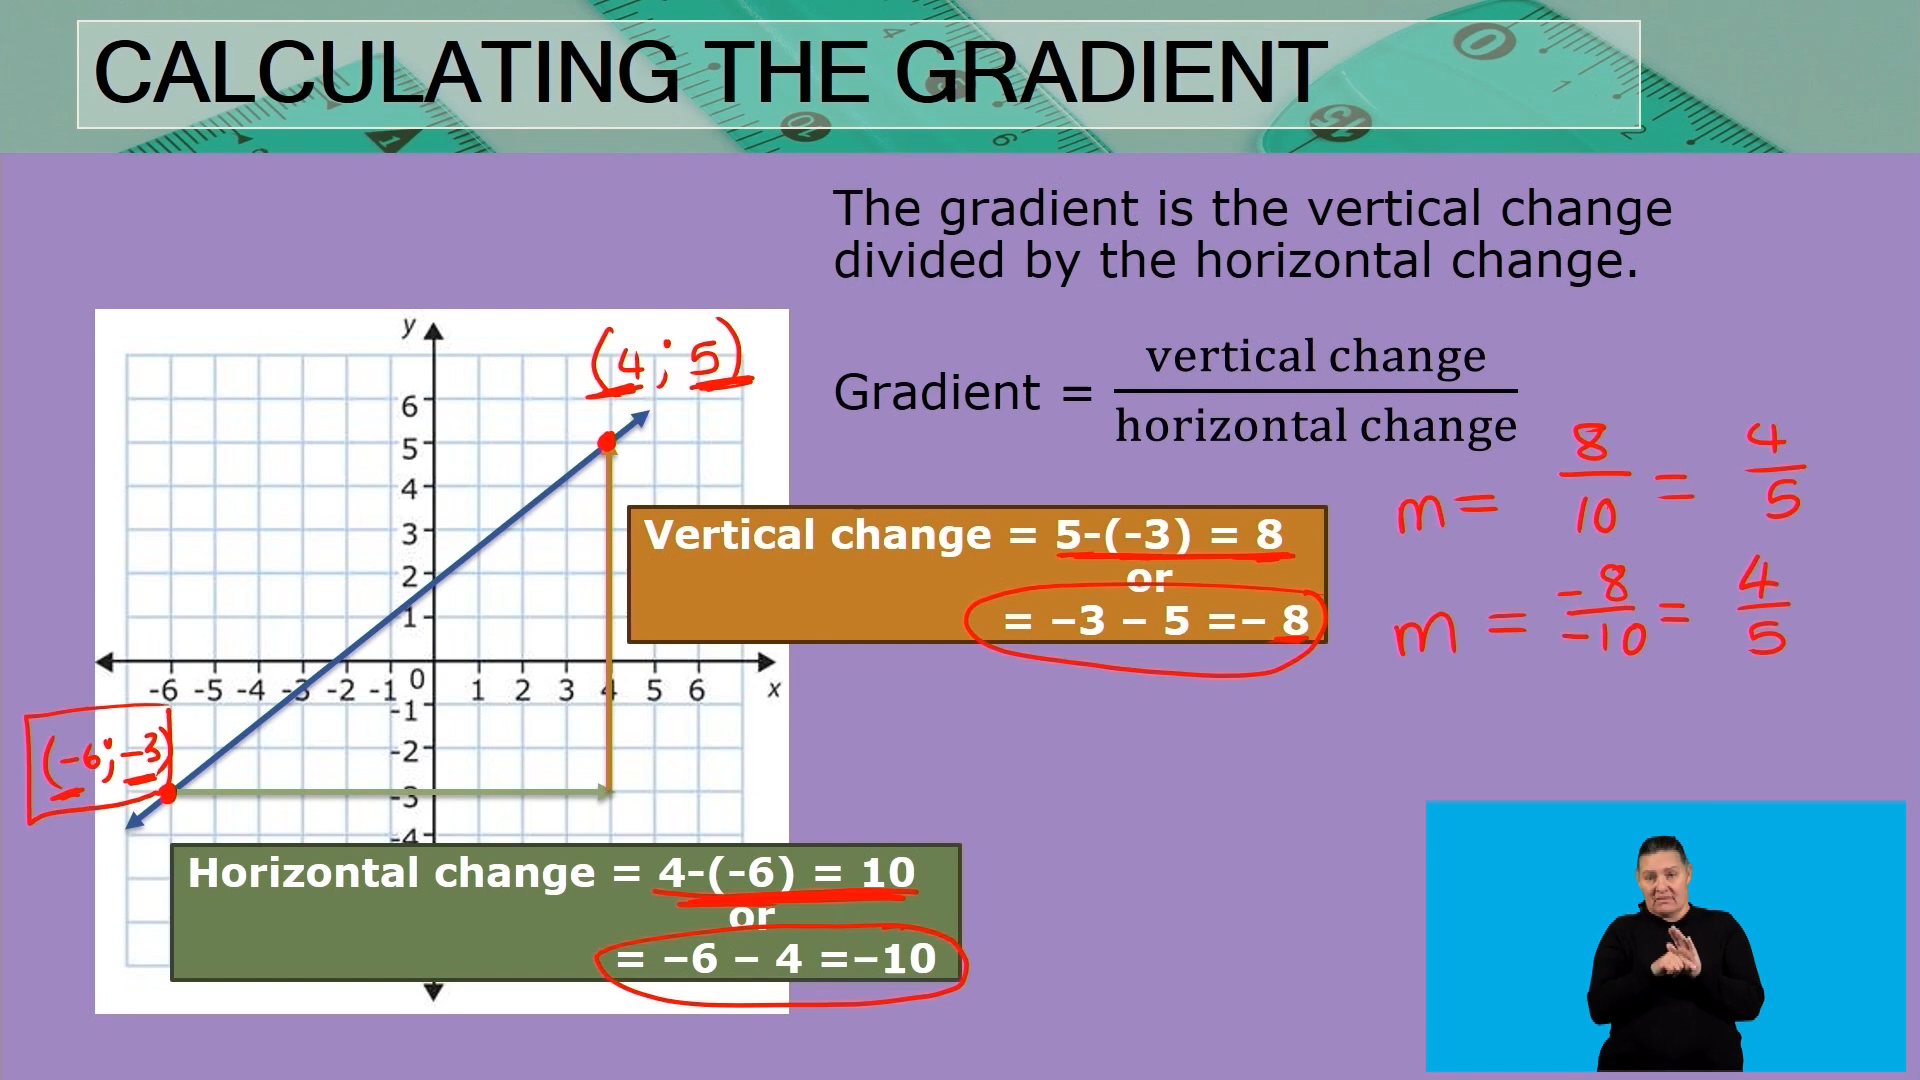 CALCULATING THE GRADIENT
The gradient is the vertical change
divided by the horizontal change.
Gradient = vertical change
horizontal change
m = 8/10 = 4/5
m = -8/-10 = 4/5
Vertical change = 5-(-3) = 8
or
= –3 – 5 =– 8
Horizontal change = 4-(-6) = 10
or
= –6 – 4 =–10
(4 ; 5)
(-6; -3)
y
6
5
4
3
2
1
-6 -5 -4 -3 -2 -1 0 1 2 3 4 5 6 x
-1
-2
-3
-4